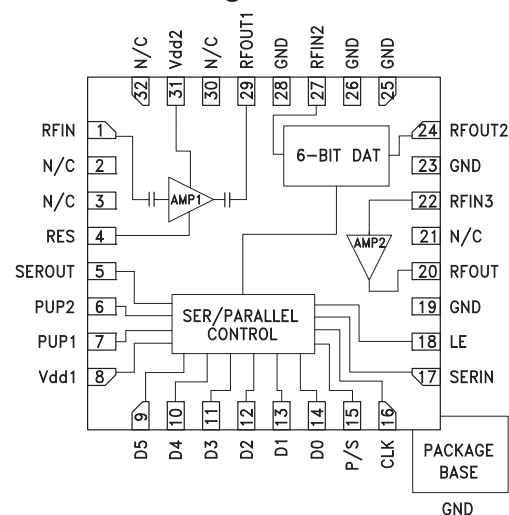 N/C
Vdd2
N/C
RFOUT1
GND
RFIN2
GND
GND
32
31
30
29
28
27
26
25
RFIN 1
N/C 2
N/C 3
RES 4
SEROUT 5
PUP2 6
PUP1 7
Vdd1 8
AMP1
6-BIT DAT
AMP2
SER/PARALLEL
CONTROL
24 RFOUT2
23 GND
22 RFIN3
21 N/C
20 RFOUT
19 GND
18 LE
17 SERIN
9
10
11
12
13
14
15
16
D5
D4
D3
D2
D1
D0
P/S
CLK
PACKAGE
BASE
GND